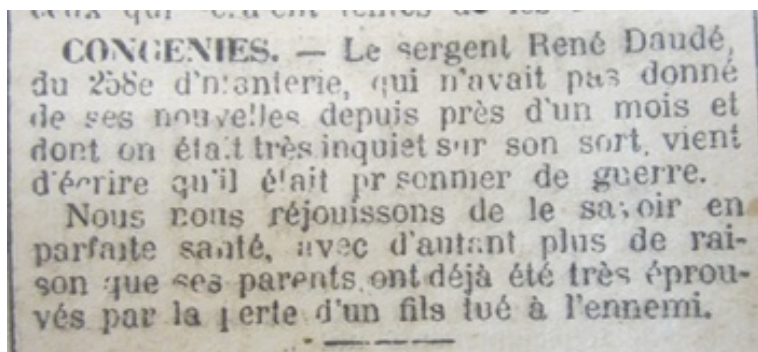 CONGENIES. — Le sergent René Daudé,
du 258e d'nianterie, qui n'avait pas donné
de ses nouvelles depuis près d'un mois et
dont on était très inquiet sur son sort, vient
d'écrire qu'il était pr sonnier de guerre.
Nous nous réjouissons de le savoir en
parfaite santé, avec d'autant plus de rai-
son que ses parents ont déjà été très éprou-
vés par la perte d'un fils tué à l'ennemi.